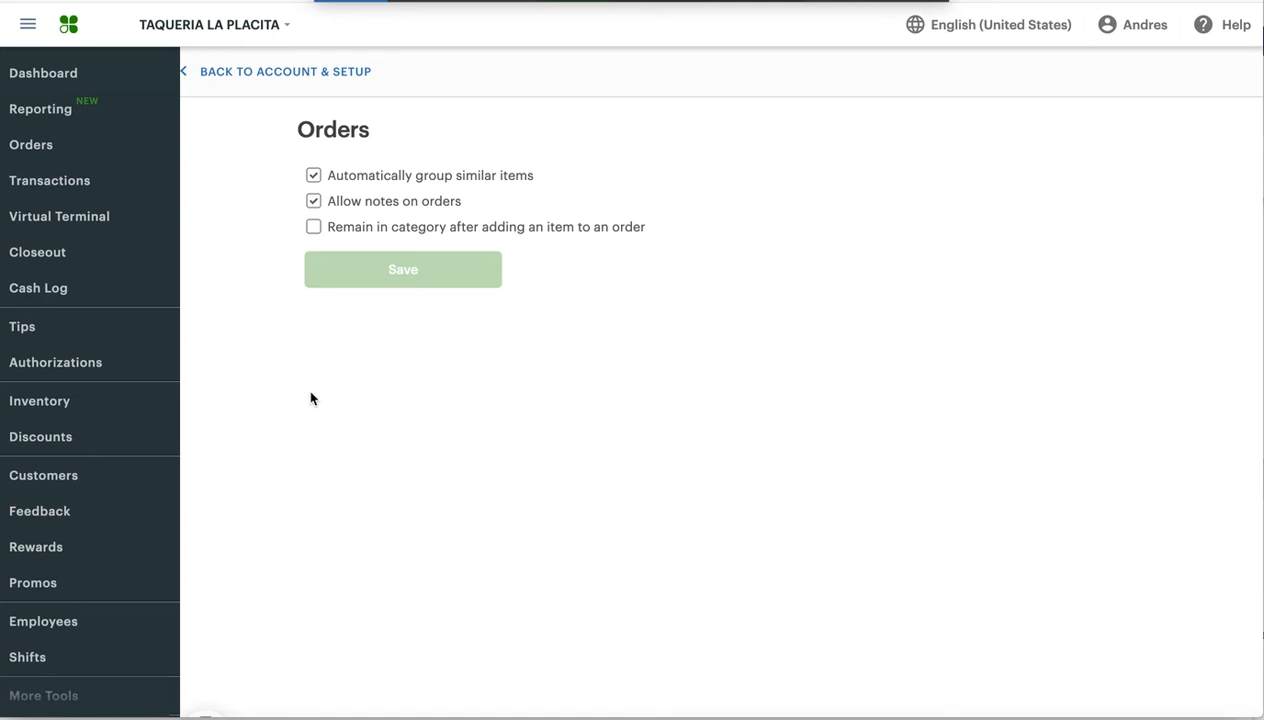 TAQUERIA LA PLACITA
English (United States)
Andres
Help
Dashboard
Reporting NEW
Orders
Transactions
Virtual Terminal
Closeout
Cash Log
Tips
Authorizations
Inventory
Discounts
Customers
Feedback
Rewards
Promos
Employees
Shifts
More Tools
BACK TO ACCOUNT & SETUP
Orders
Automatically group similar items
Allow notes on orders
Remain in category after adding an item to an order
Save